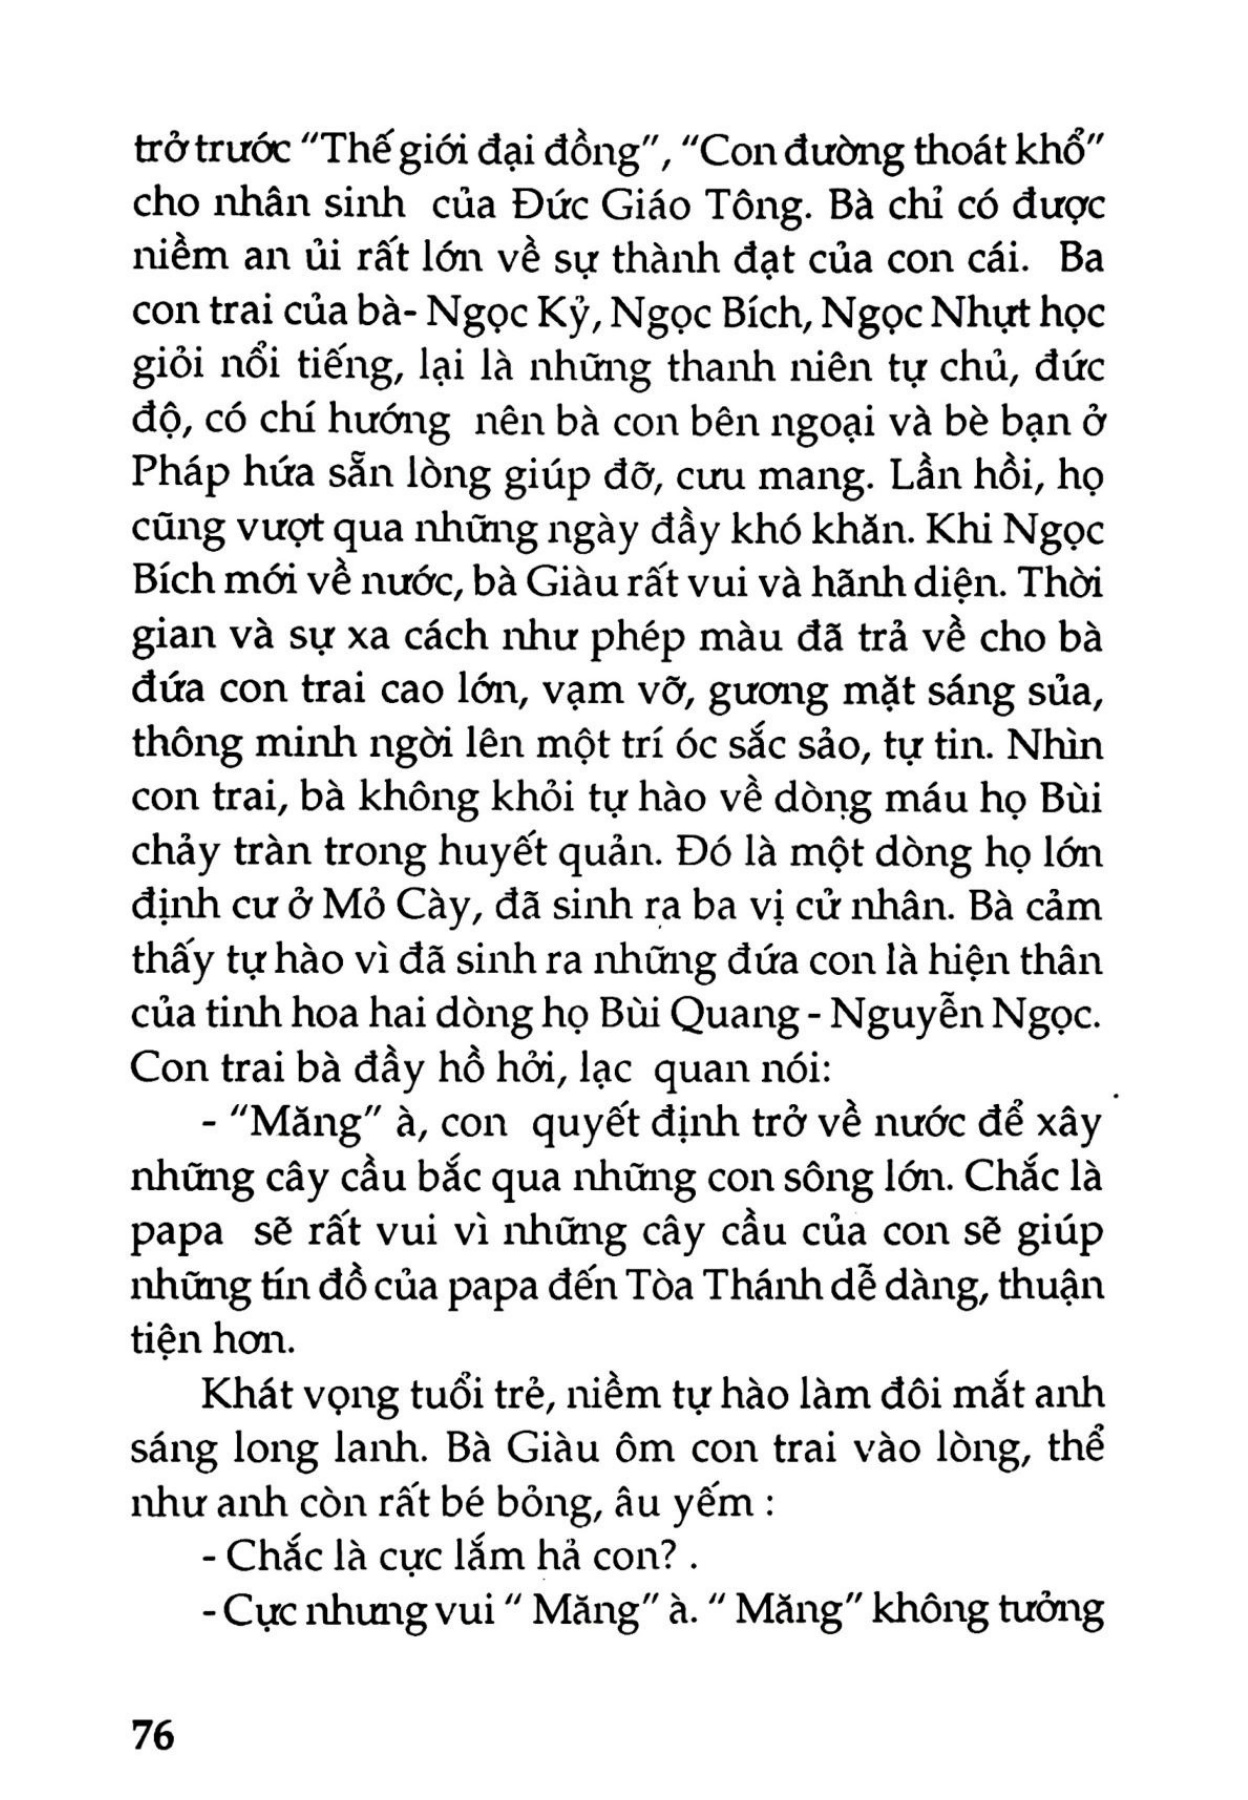 trở trước "Thế giới đại đồng", "Con đường thoát khổ"
cho nhân sinh của Đức Giáo Tông. Bà chỉ có được
niềm an ủi rất lớn về sự thành đạt của con cái. Ba
con trai của bà- Ngọc Kỷ, Ngọc Bích, Ngọc Nhựt học
giỏi nổi tiếng, lại là những thanh niên tự chủ, đức
độ, có chí hướng nên bà con bên ngoại và bè bạn ở
Pháp hứa sẵn lòng giúp đỡ, cưu mang. Lần hồi, họ
cũng vượt qua những ngày đầy khó khăn. Khi Ngọc
Bích mới về nước, bà Giàu rất vui và hãnh diện. Thời
gian và sự xa cách như phép màu đã trả về cho bà
đứa con trai cao lớn, vạm vỡ, gương mặt sáng sủa,
thông minh ngời lên một trí óc sắc sảo, tự tin. Nhìn
con trai, bà không khỏi tự hào về dòng máu họ Bùi
chảy tràn trong huyết quản. Đó là một dòng họ lớn
định cư ở Mỏ Cày, đã sinh ra ba vị cử nhân. Bà cảm
thấy tự hào vì đã sinh ra những đứa con là hiện thân
của tinh hoa hai dòng họ Bùi Quang - Nguyễn Ngọc.
Con trai bà đầy hồ hởi, lạc quan nói:
- "Măng" à, con quyết định trở về nước để xây
những cây cầu bắc qua những con sông lớn. Chắc là
papa sẽ rất vui vì những cây cầu của con sẽ giúp
những tín đồ của papa đến Tòa Thánh dễ dàng, thuận
tiện hơn.
Khát vọng tuổi trẻ, niềm tự hào làm đôi mắt anh
sáng long lanh. Bà Giàu ôm con trai vào lòng, thể
như anh còn rất bé bỏng, âu yếm :
- Chắc là cực lắm hả con? .
- Cực nhưng vui " Măng" à. " Măng" không tưởng
76